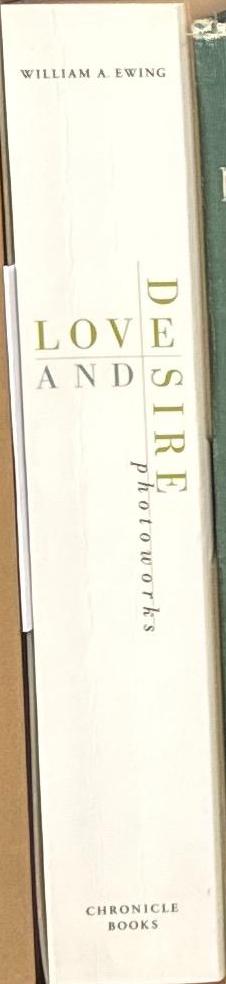 WILLIAM A. EWING
LOVE
AND
DESIRE
photoworks
CHRONICLE
BOOKS